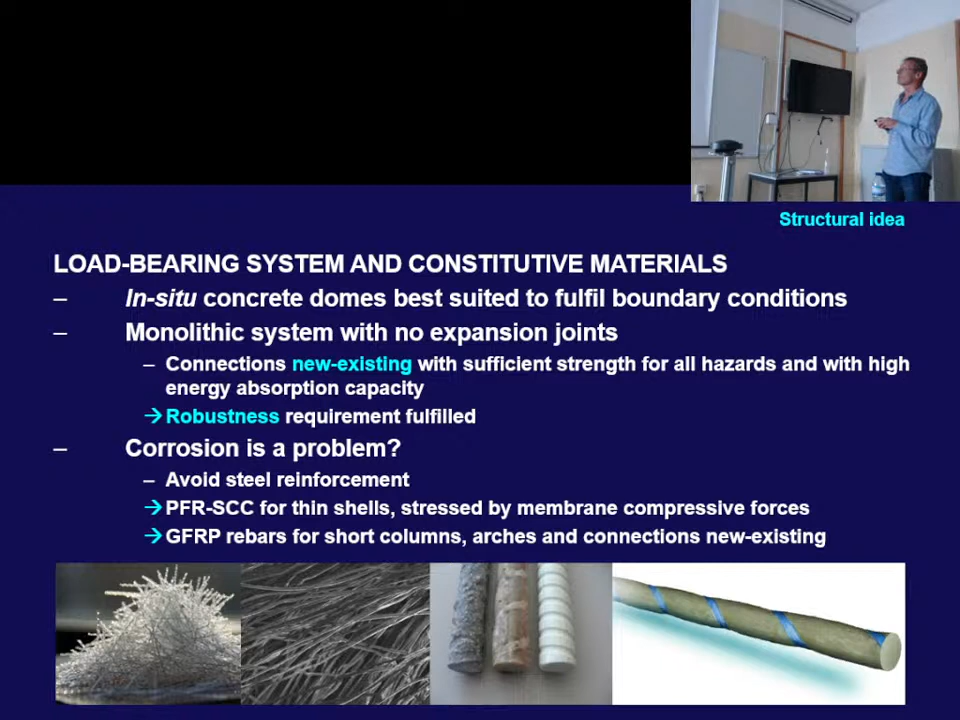 Structural idea
LOAD-BEARING SYSTEM AND CONSTITUTIVE MATERIALS
– In-situ concrete domes best suited to fulfil boundary conditions
– Monolithic system with no expansion joints
– Connections new-existing with sufficient strength for all hazards and with high
energy absorption capacity
→ Robustness requirement fulfilled
– Corrosion is a problem?
– Avoid steel reinforcement
→ PFR-SCC for thin shells, stressed by membrane compressive forces
→ GFRP rebars for short columns, arches and connections new-existing